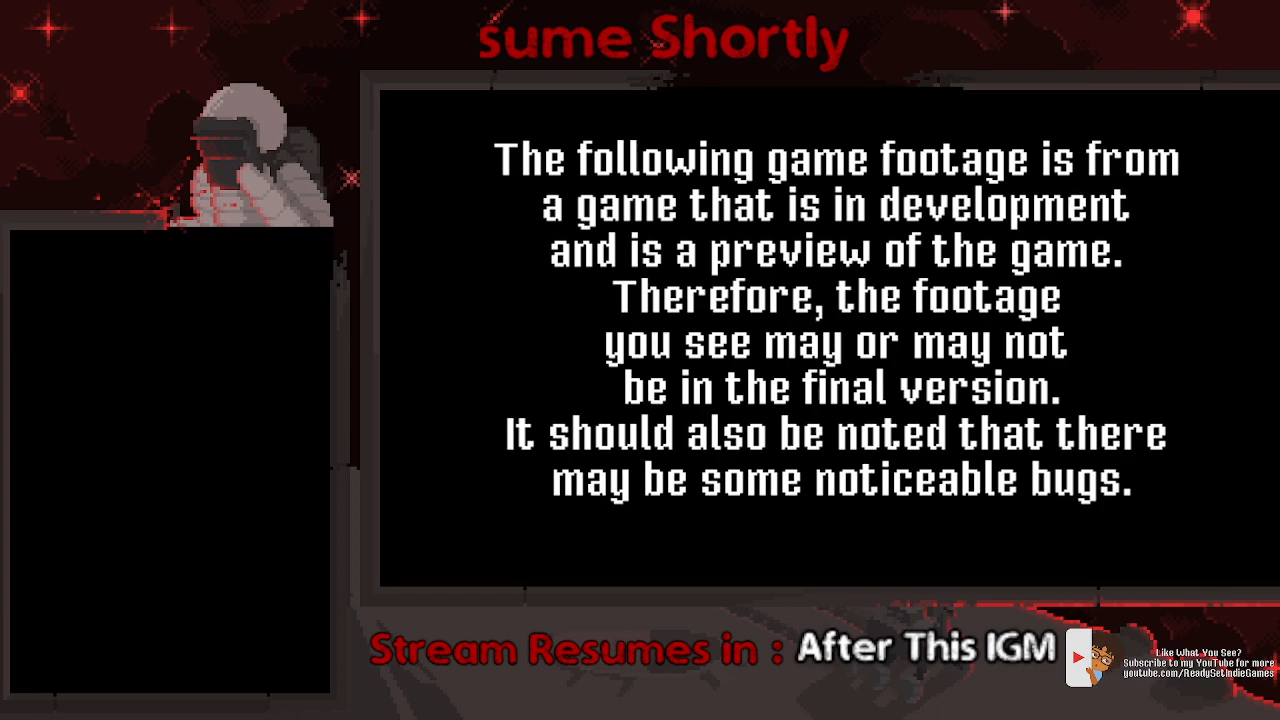 sume Shortly
The following game footage is from
a game that is in development
and is a preview of the game.
Therefore, the footage
you see may or may not
be in the final version.
It should also be noted that there
may be some noticeable bugs.
Stream Resumes in : After This IGM
Like What You See?
Subscribe to my YouTube for more
youtube.com/ReadySetIndieGames